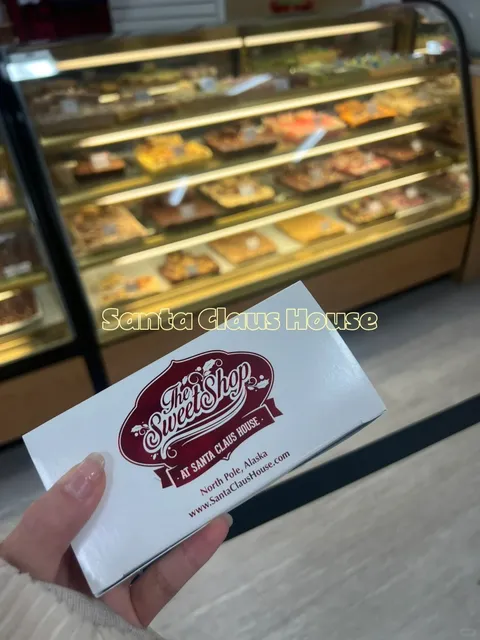 Santa Claus House
The
Sweet Shop
· AT SANTA CLAUS HOUSE ·
North Pole, Alaska
www.SantaClausHouse.com